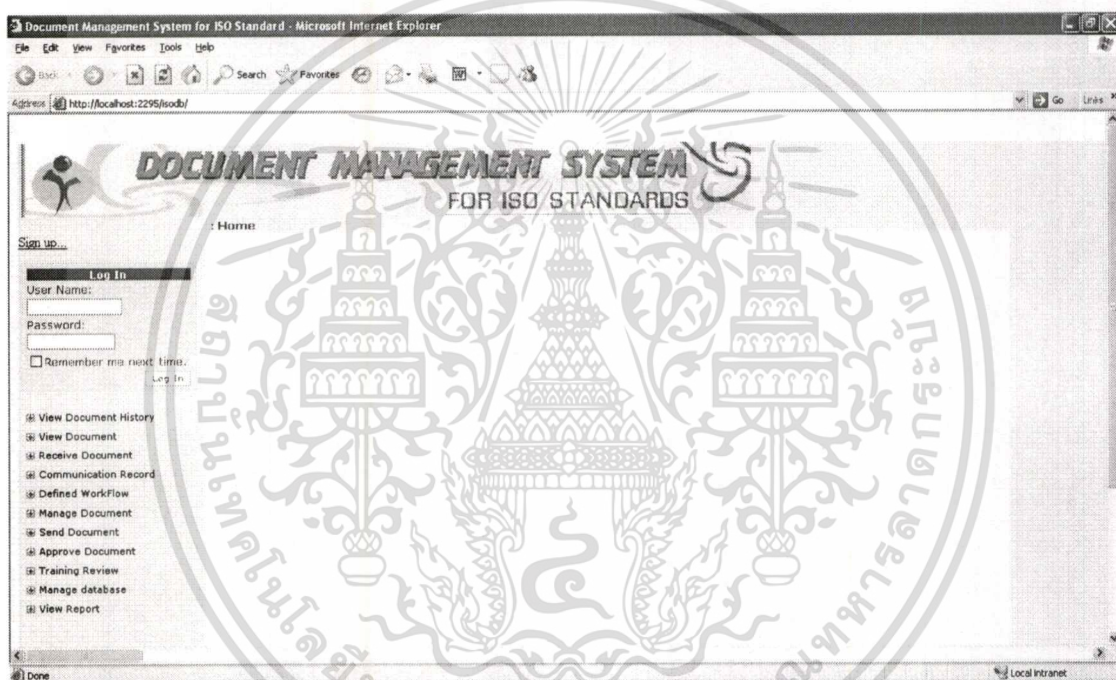 Document Management System for ISO Standard - Microsoft Internet Explorer
File Edit View Favorites Tools Help
Back Search Favorites
Address http://localhost:2295/isodb/ Go Links
DOCUMENT MANAGEMENT SYSTEM
FOR ISO STANDARDS
: Home
Sign up...
Log In
User Name:
Password:
Remember me next time.
Log In
View Document History
View Document
Receive Document
Communication Record
Defined WorkFlow
Manage Document
Send Document
Approve Document
Training Review
Manage database
View Report
Done Local intranet